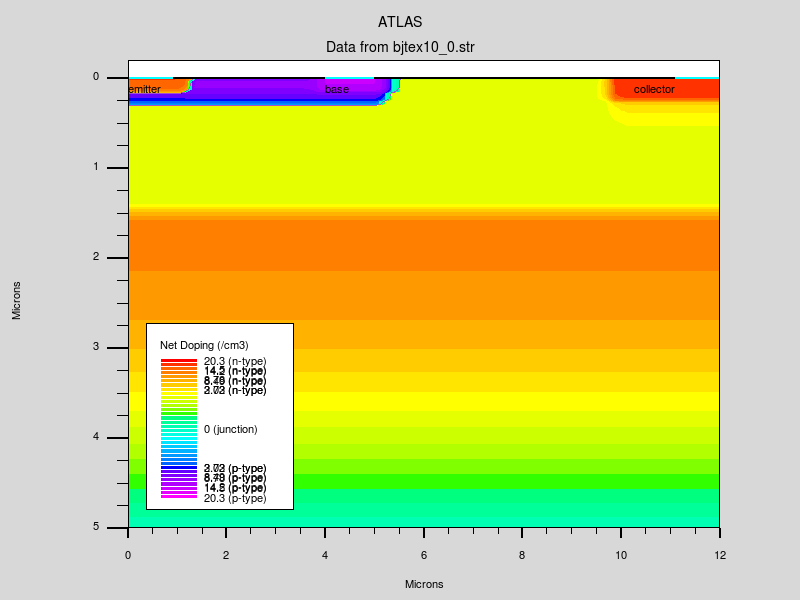 ATLAS
Data from bjtex10_0.str
emitter
base
collector
0
1
2
3
4
5
Microns
Net Doping (/cm3)
20.3 (n-type)
0 (junction)
20.3 (p-type)
0
2
4
6
8
10
12
Microns